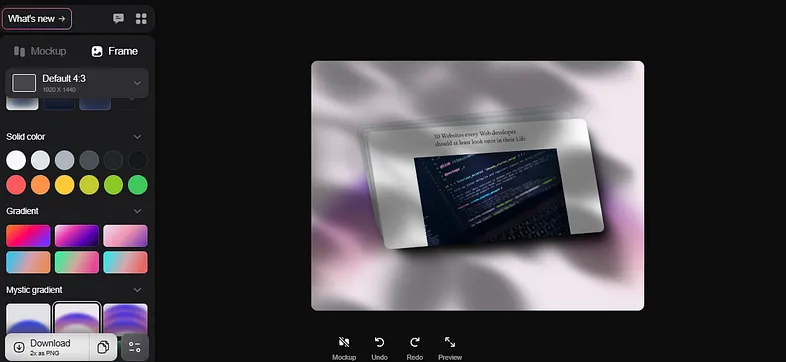 What's new →
Mockup
Frame
Default 4:3
1920 X 1440
Solid color
Gradient
Mystic gradient
Download
2x as PNG
10 Websites every Web developer
should at least look once in their Life
Mockup
Undo
Redo
Preview